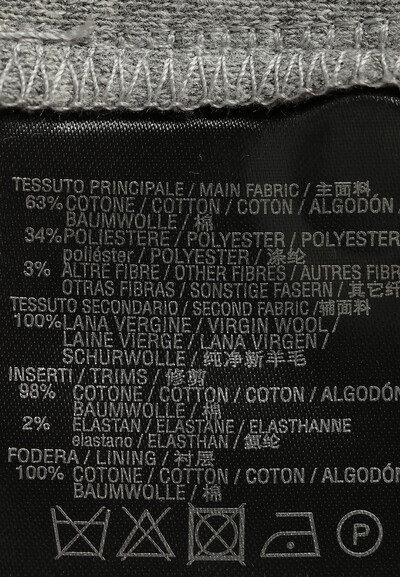 TESSUTO PRINCIPALE / MAIN FABRIC / 主面料
63% COTONE / COTTON / COTON / ALGODÓN
BAUMWOLLE / 棉
34% POLIESTERE / POLYESTER / POLYESTER
poliéster / POLYESTER / 涤纶
3% ALTRE FIBRE / OTHER FIBRES / AUTRES FIBR
OTRAS FIBRAS / SONSTIGE FASERN / 其它纤
TESSUTO SECONDARIO / SECOND FABRIC / 辅面料
100% LANA VERGINE / VIRGIN WOOL /
LAINE VIERGE / LANA VIRGEN /
SCHURWOLLE / 纯净新羊毛
INSERTI / TRIMS / 修剪
98% COTONE / COTTON / COTON / ALGODÓ
BAUMWOLLE / 棉
2% ELASTAN / ELASTANE / ELASTHANNE
elastano / ELASTHAN / 氨纶
FODERA / LINING / 衬层
100% COTONE / COTTON / COTON / ALGODÓ
BAUMWOLLE / 棉
P